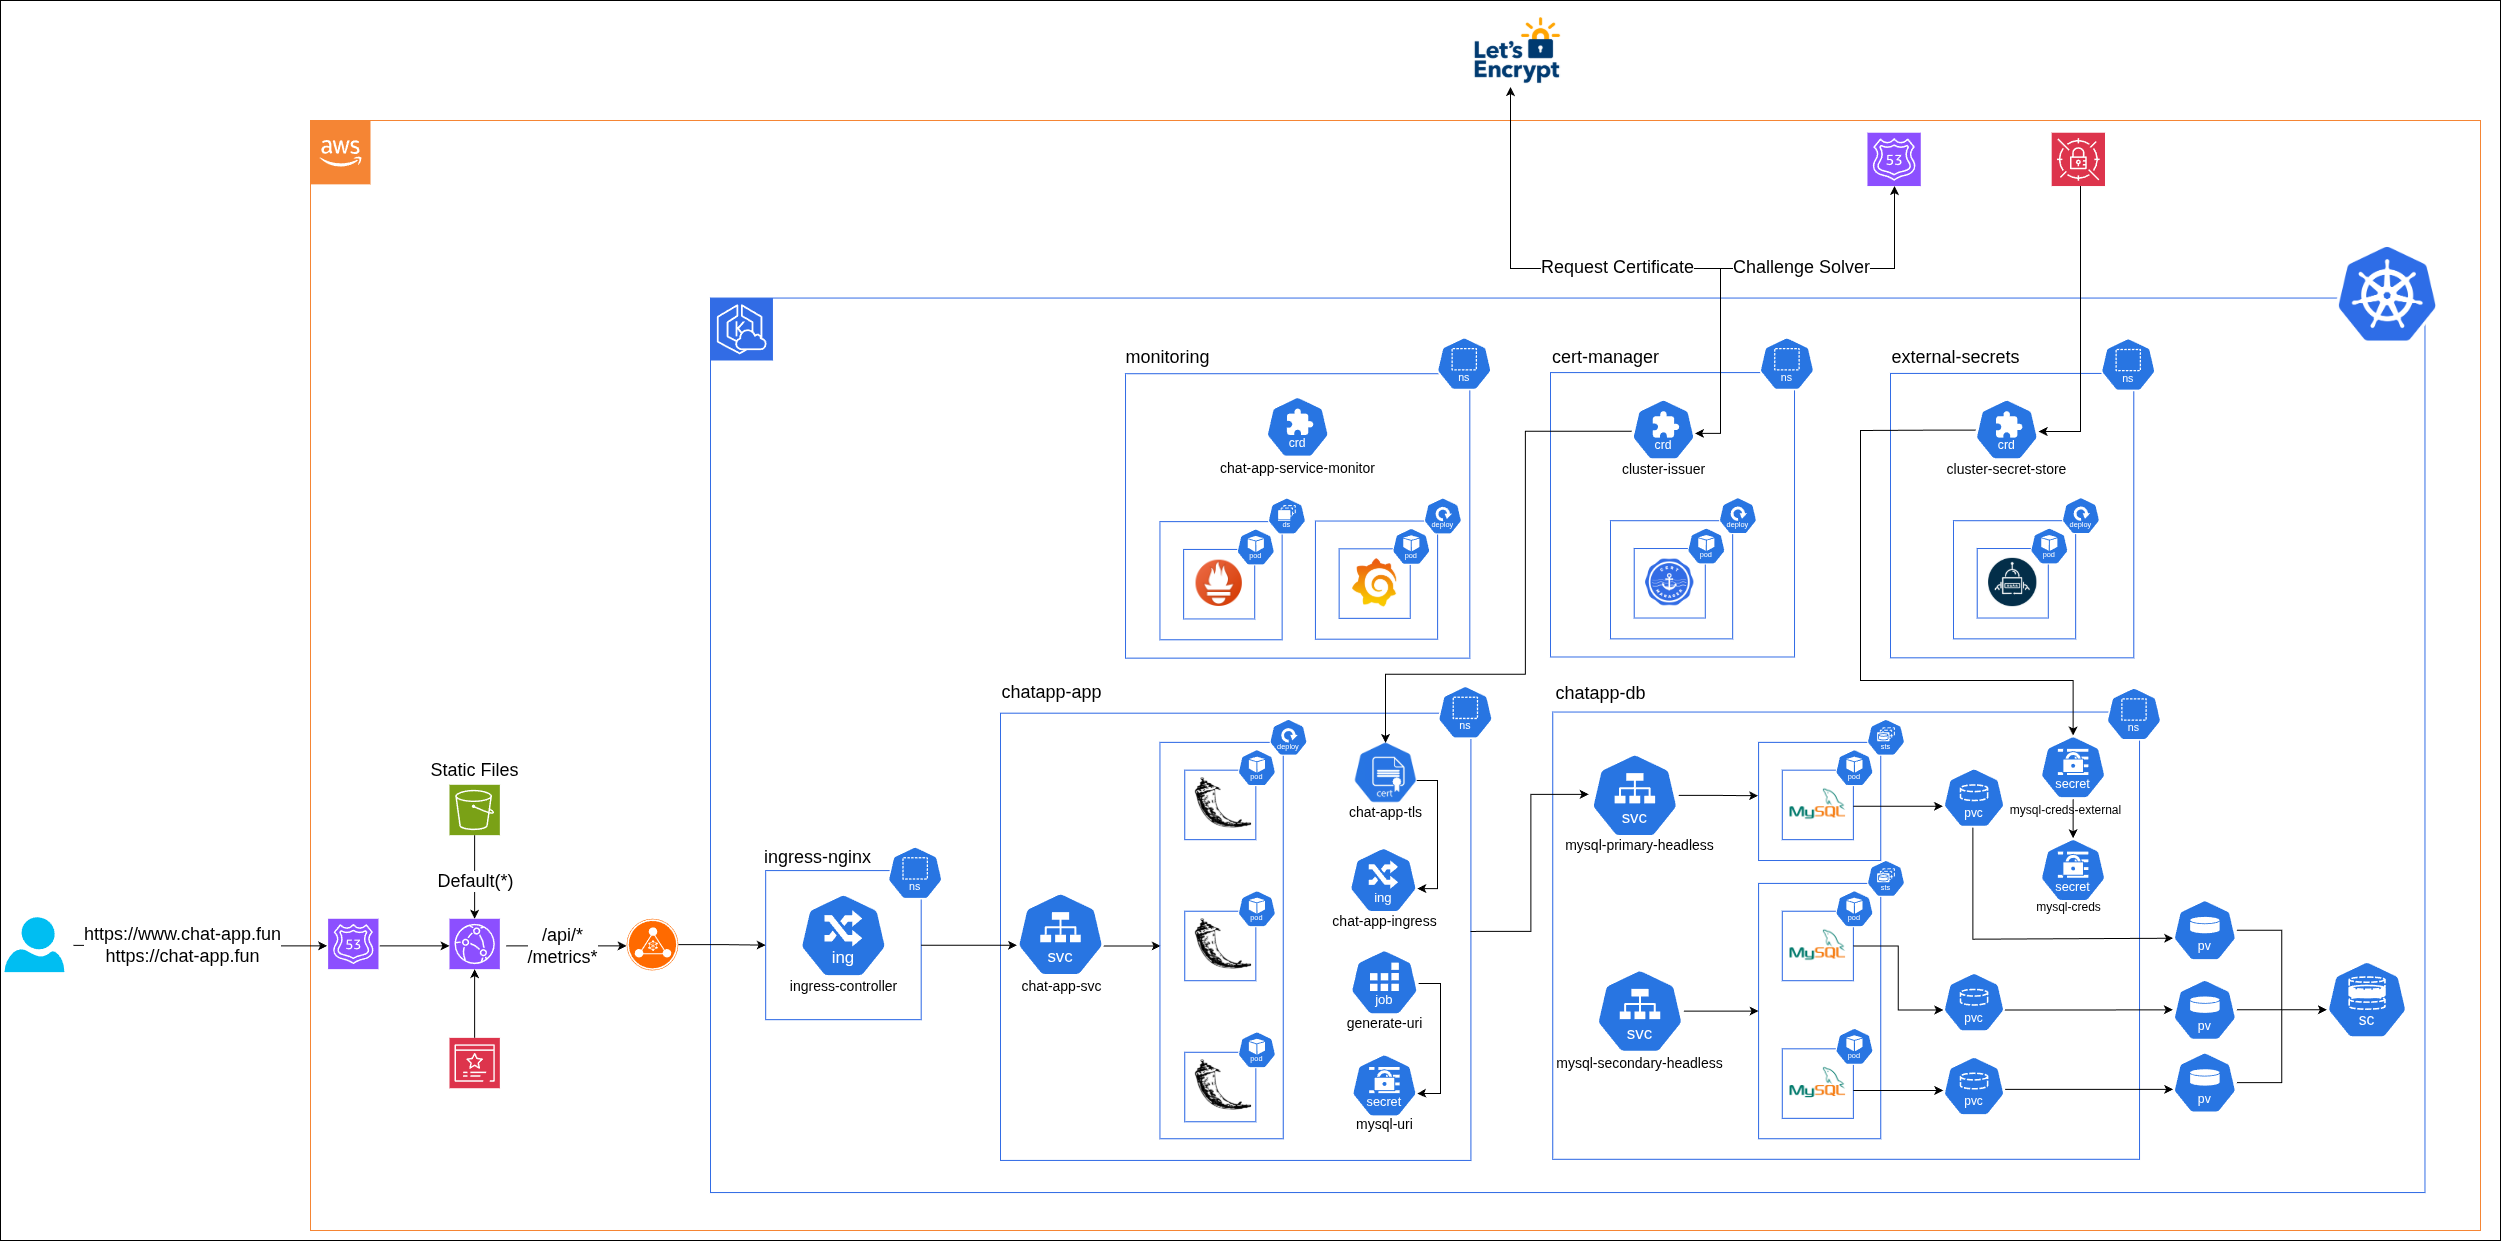 Let's
Encrypt
aws
53
Request Certificate
Challenge Solver
K
monitoring
ns
cert-manager
ns
external-secrets
ns
crd
chat-app-service-monitor
crd
cluster-issuer
crd
cluster-secret-store
ds
pod
deploy
pod
deploy
pod
CERT
MANAGER
deploy
pod
chatapp-app
ns
chatapp-db
ns
deploy
pod
pod
pod
cert
chat-app-tls
ing
chat-app-ingress
job
generate-uri
secret
mysql-uri
svc
mysql-primary-headless
sts
pod
MySQL
pvc
secret
mysql-creds-external
secret
mysql-creds
svc
mysql-secondary-headless
sts
pod
MySQL
pod
MySQL
pvc
pvc
pv
pv
pv
sc
Static Files
Default(*)
https://www.chat-app.fun
https://chat-app.fun
53
/api/*
/metrics*
ingress-nginx
ns
ing
ingress-controller
svc
chat-app-svc